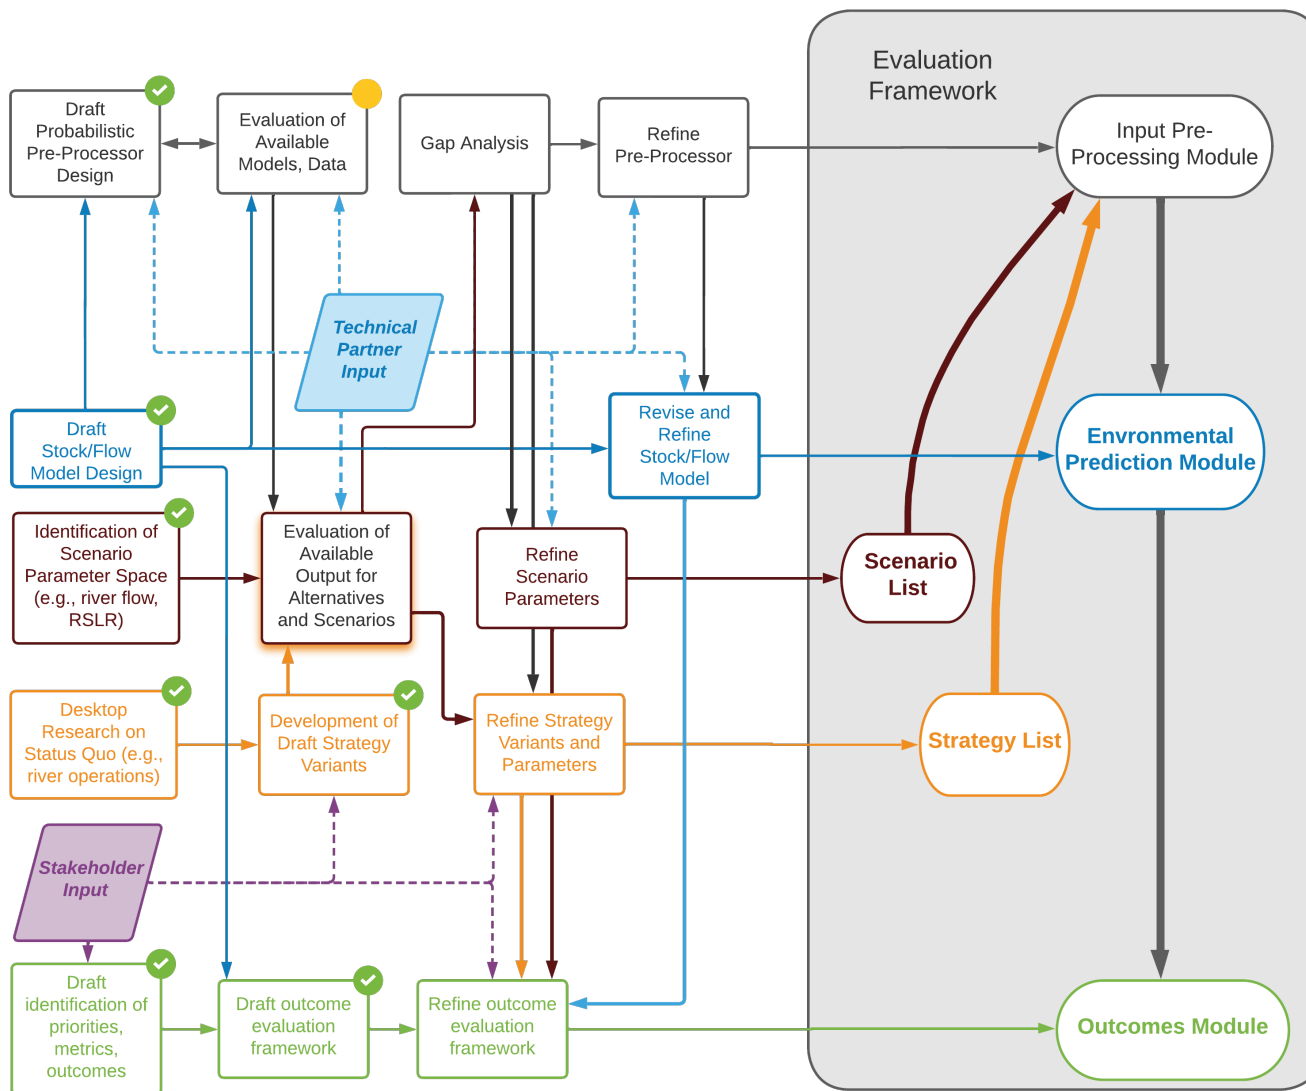 Evaluation
Framework
Draft
Probabilistic
Pre-Processor
Design
Evaluation of
Available
Models, Data
Gap Analysis
Refine
Pre-Processor
Input Pre-
Processing Module
Technical
Partner
Input
Draft
Stock/Flow
Model Design
Revise and
Refine
Stock/Flow
Model
Envronmental
Prediction Module
Identification of
Scenario
Parameter Space
(e.g., river flow,
RSLR)
Evaluation of
Available
Output for
Alternatives
and Scenarios
Refine
Scenario
Parameters
Scenario
List
Desktop
Research on
Status Quo (e.g.,
river operations)
Development of
Draft Strategy
Variants
Refine Strategy
Variants and
Parameters
Strategy List
Stakeholder
Input
Draft
identification of
priorities,
metrics,
outcomes
Draft outcome
evaluation
framework
Refine outcome
evaluation
framework
Outcomes Module